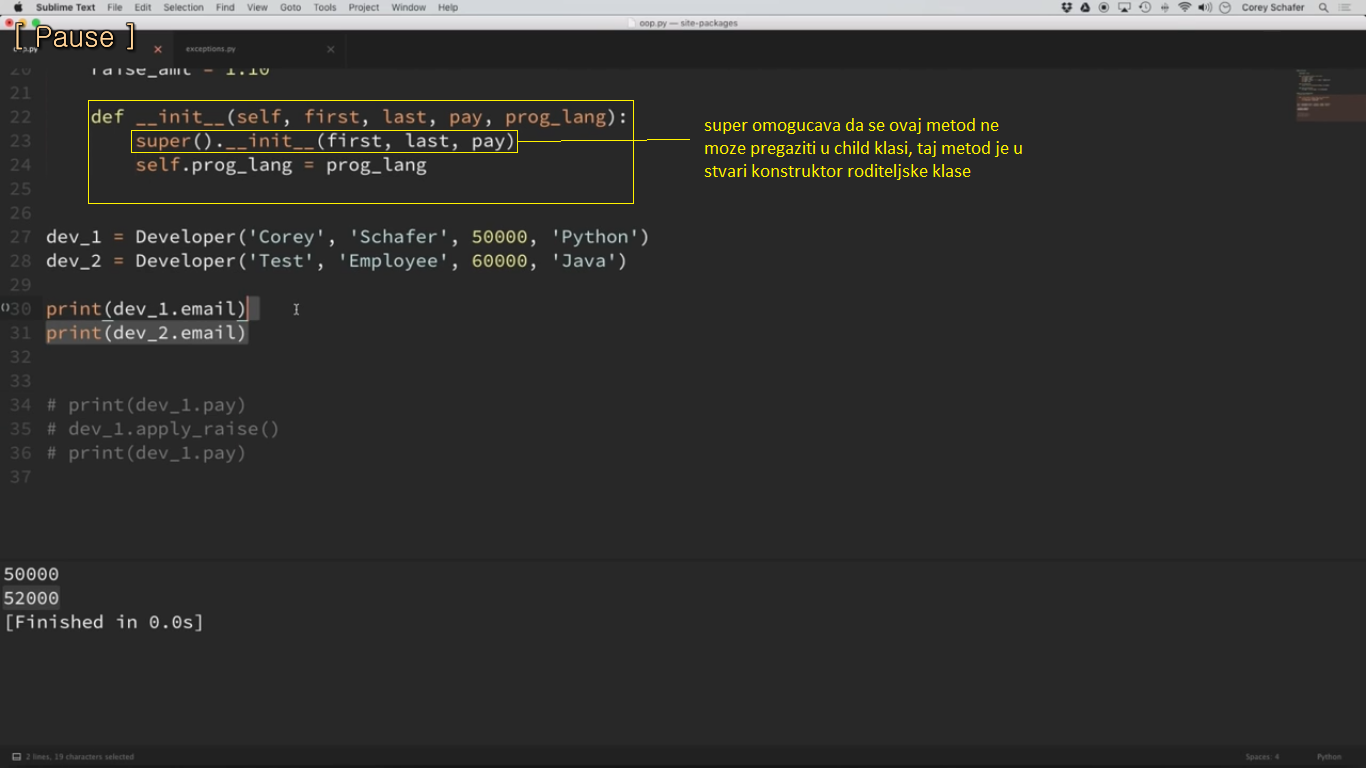 Sublime Text File Edit Selection Find View Goto Tools Project Window Help Corey Schafer
oop.py — site-packages
[ Pause ]
oop.py exceptions.py
20 raise_amt = 1.10
21
22 def __init__(self, first, last, pay, prog_lang):
23 super().__init__(first, last, pay)
24 self.prog_lang = prog_lang
25
26
27 dev_1 = Developer('Corey', 'Schafer', 50000, 'Python')
28 dev_2 = Developer('Test', 'Employee', 60000, 'Java')
29
30 print(dev_1.email)
31 print(dev_2.email)
32
33
34 # print(dev_1.pay)
35 # dev_1.apply_raise()
36 # print(dev_1.pay)
37
super omogucava da se ovaj metod ne
moze pregaziti u child klasi, taj metod je u
stvari konstruktor roditeljske klase
50000
52000
[Finished in 0.0s]
2 lines, 19 characters selected Spaces: 4 Python